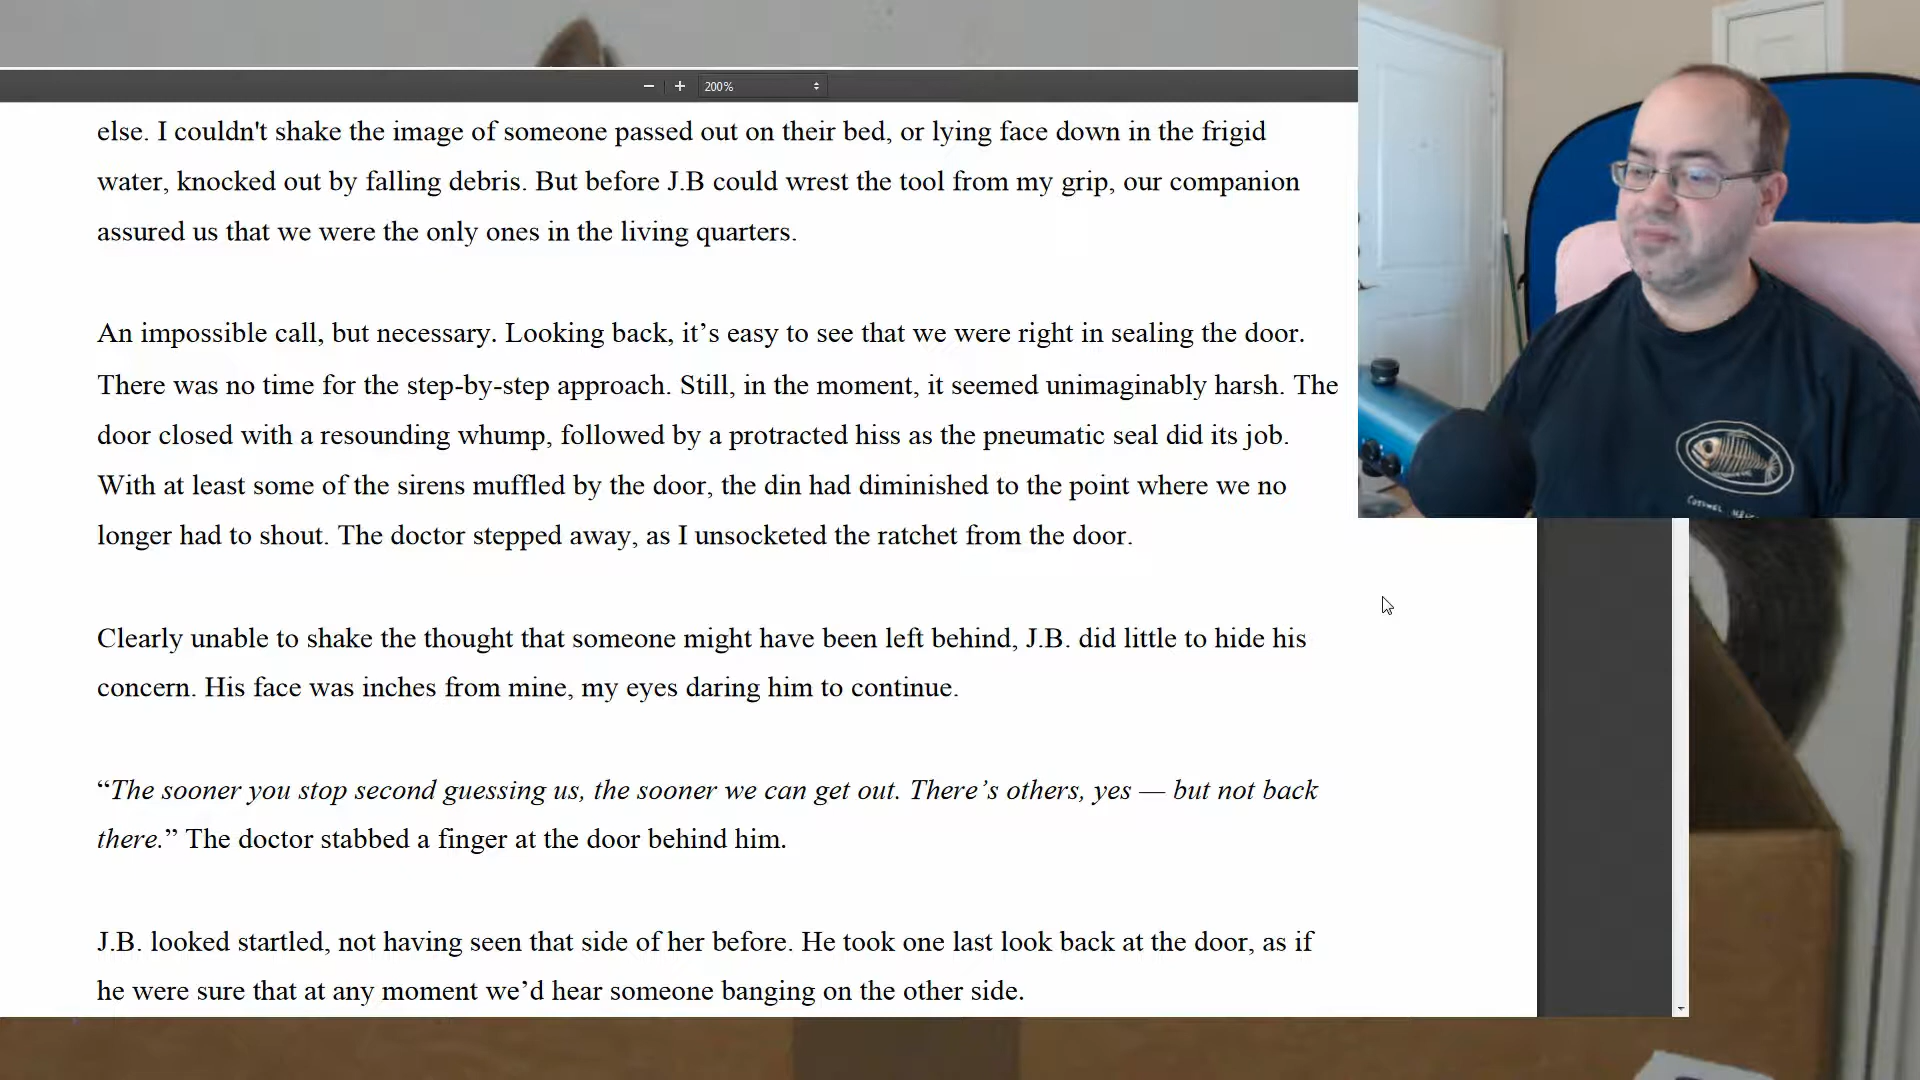 200%
else. I couldn't shake the image of someone passed out on their bed, or lying face down in the frigid
water, knocked out by falling debris. But before J.B could wrest the tool from my grip, our companion
assured us that we were the only ones in the living quarters.
An impossible call, but necessary. Looking back, it’s easy to see that we were right in sealing the door.
There was no time for the step-by-step approach. Still, in the moment, it seemed unimaginably harsh. The
door closed with a resounding whump, followed by a protracted hiss as the pneumatic seal did its job.
With at least some of the sirens muffled by the door, the din had diminished to the point where we no
longer had to shout. The doctor stepped away, as I unsocketed the ratchet from the door.
Clearly unable to shake the thought that someone might have been left behind, J.B. did little to hide his
concern. His face was inches from mine, my eyes daring him to continue.
“The sooner you stop second guessing us, the sooner we can get out. There’s others, yes — but not back
there.” The doctor stabbed a finger at the door behind him.
J.B. looked startled, not having seen that side of her before. He took one last look back at the door, as if
he were sure that at any moment we’d hear someone banging on the other side.